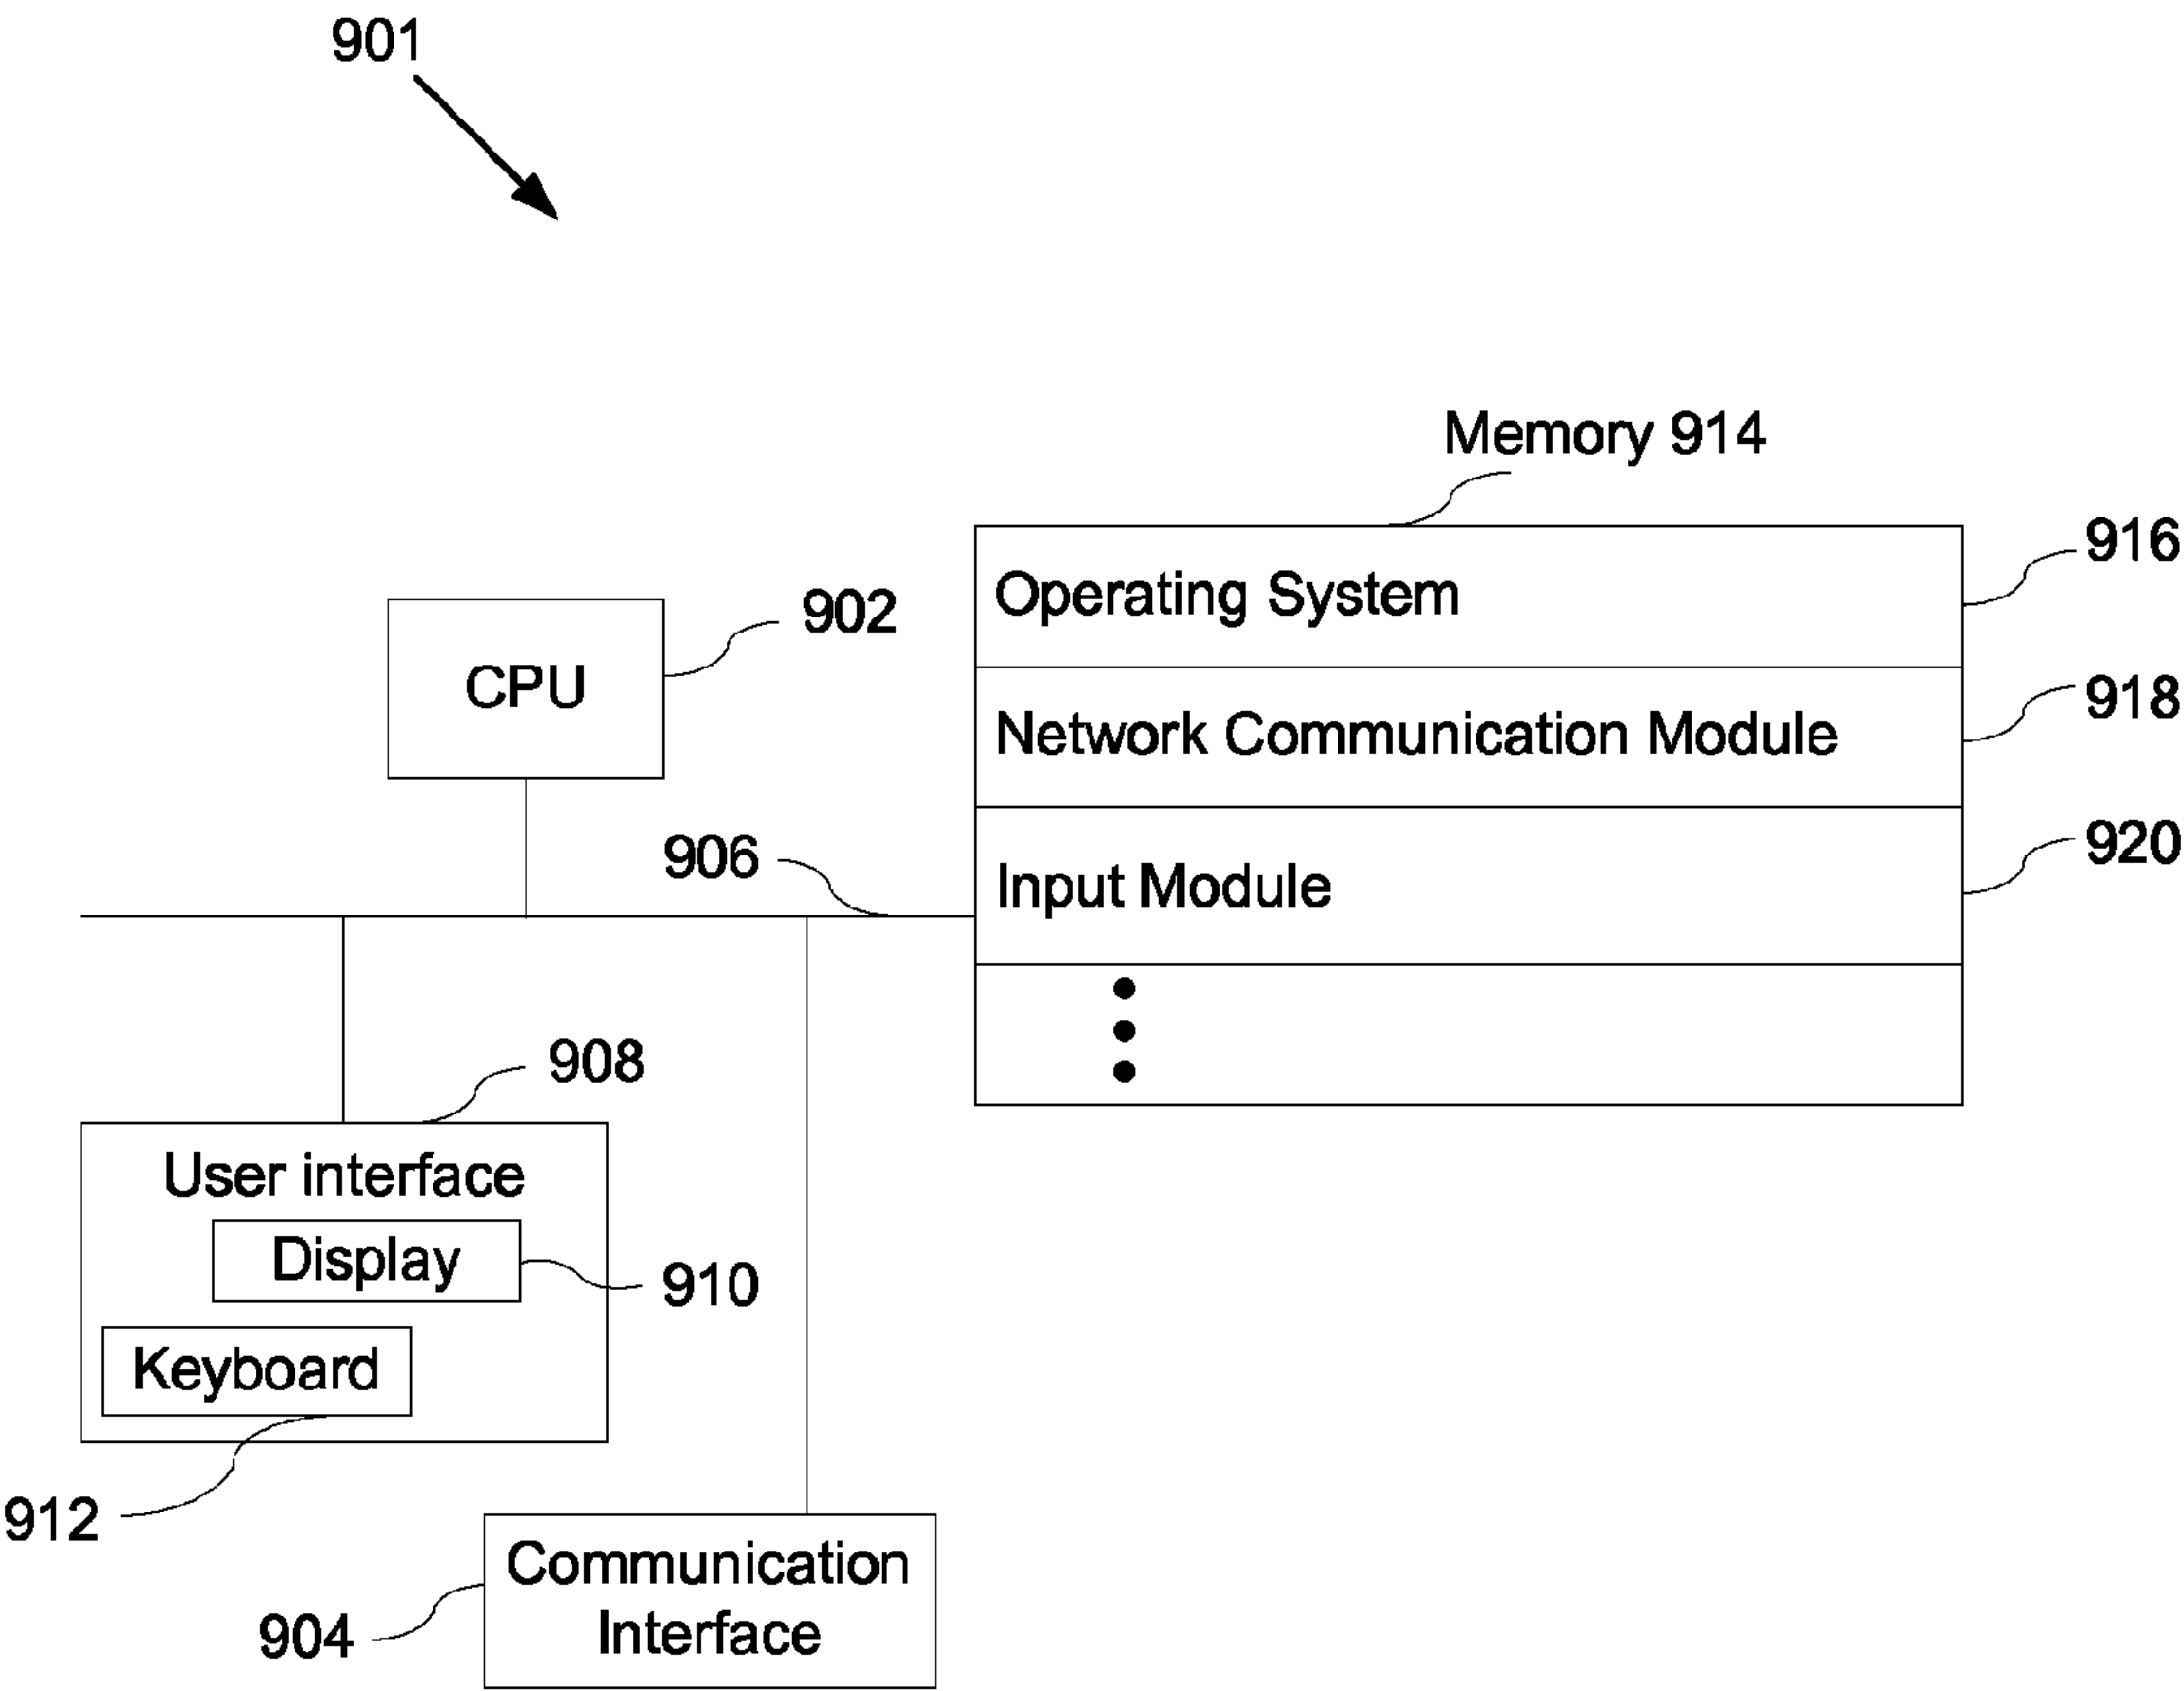 901
Memory 914
916
Operating System
902
CPU
918
Network Communication Module
906
920
Input Module
908
User interface
Display
910
Keyboard
912
Communication
Interface
904